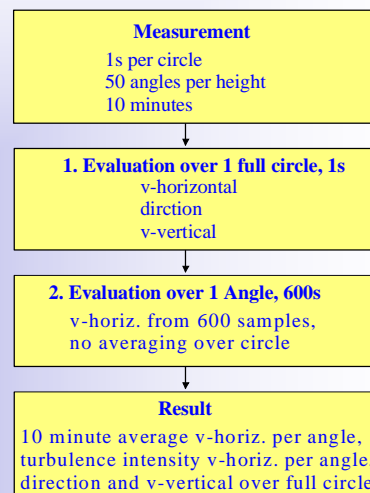 Measurement
1s per circle
50 angles per height
10 minutes
1. Evaluation over 1 full circle, 1s
v-horizontal
dirction
v-vertical
2. Evaluation over 1 Angle, 600s
v-horiz. from 600 samples,
no averaging over circle
Result
10 minute average v-horiz. per angle,
turbulence intensity v-horiz. per angle,
direction and v-vertical over full circle